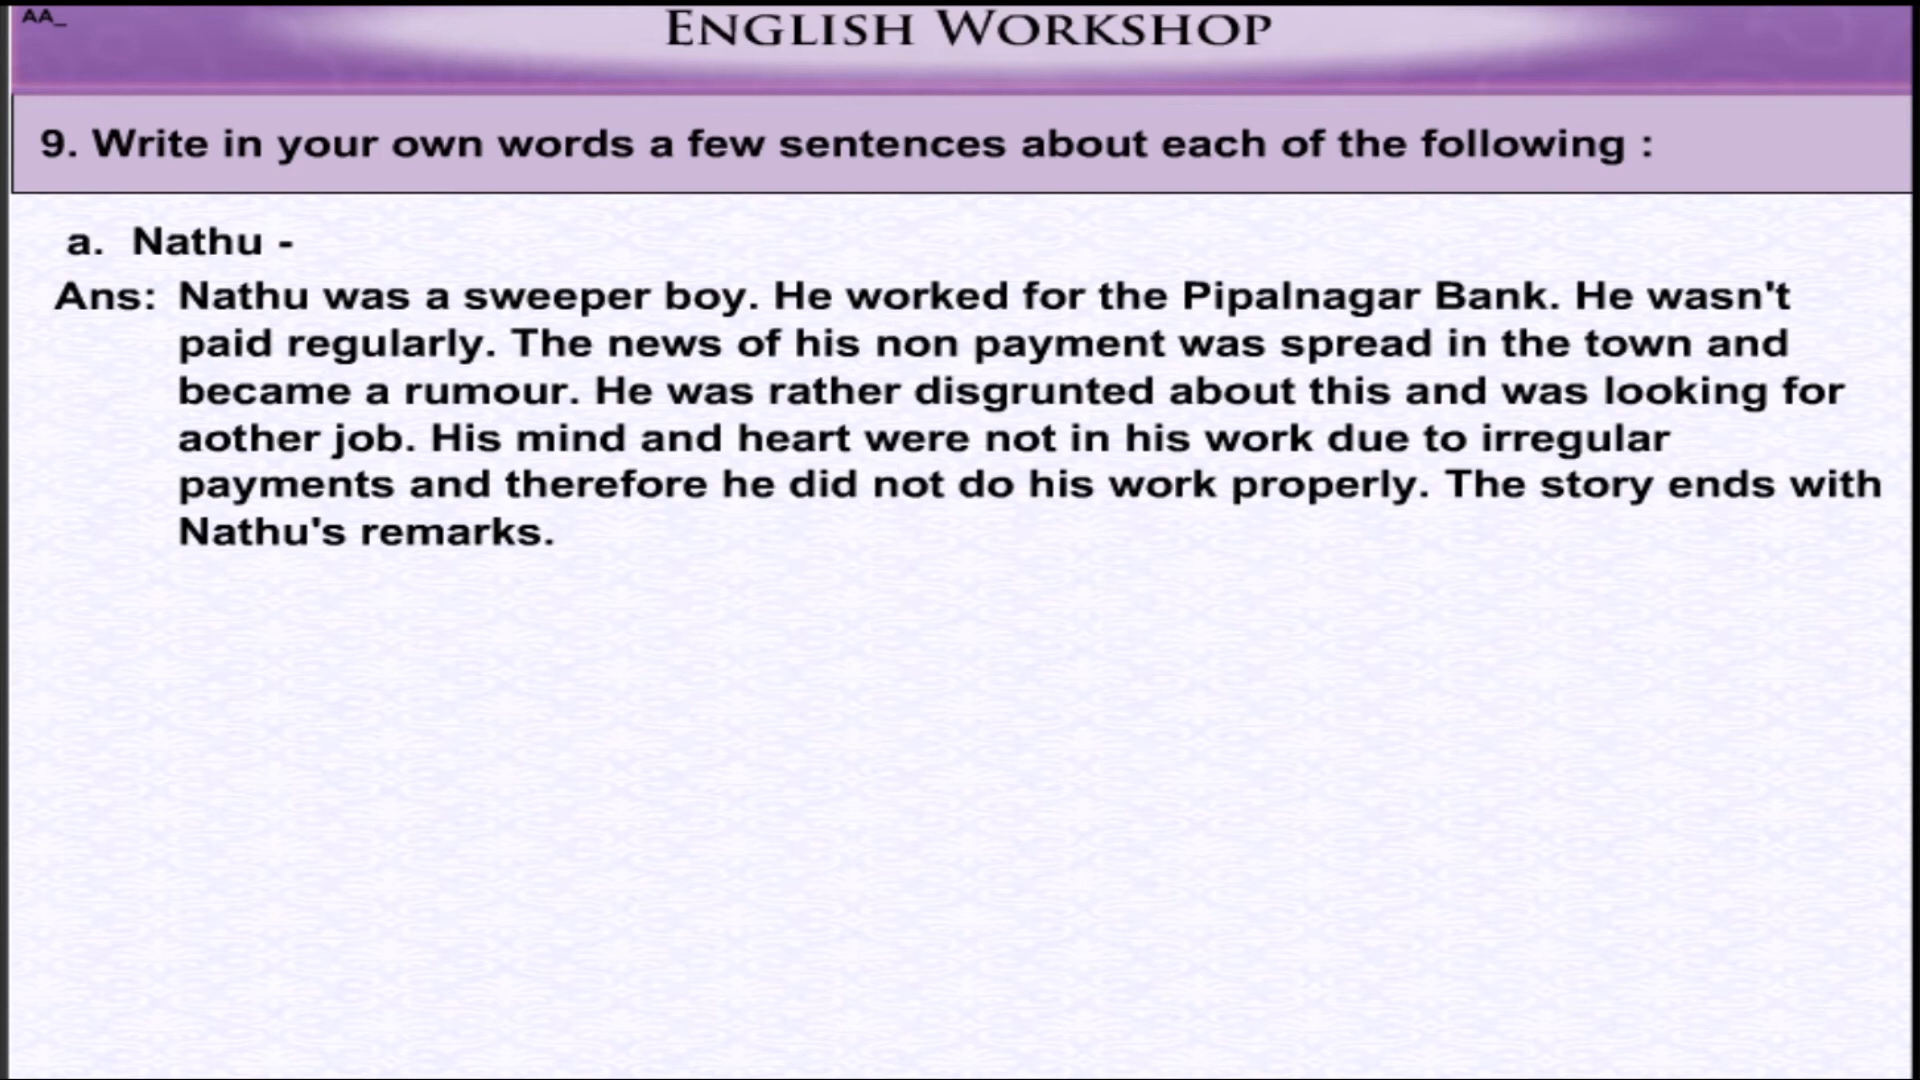 AA_
ENGLISH WORKSHOP
9. Write in your own words a few sentences about each of the following :
a. Nathu -
Ans: Nathu was a sweeper boy. He worked for the Pipalnagar Bank. He wasn't
paid regularly. The news of his non payment was spread in the town and
became a rumour. He was rather disgrunted about this and was looking for
aother job. His mind and heart were not in his work due to irregular
payments and therefore he did not do his work properly. The story ends with
Nathu's remarks.